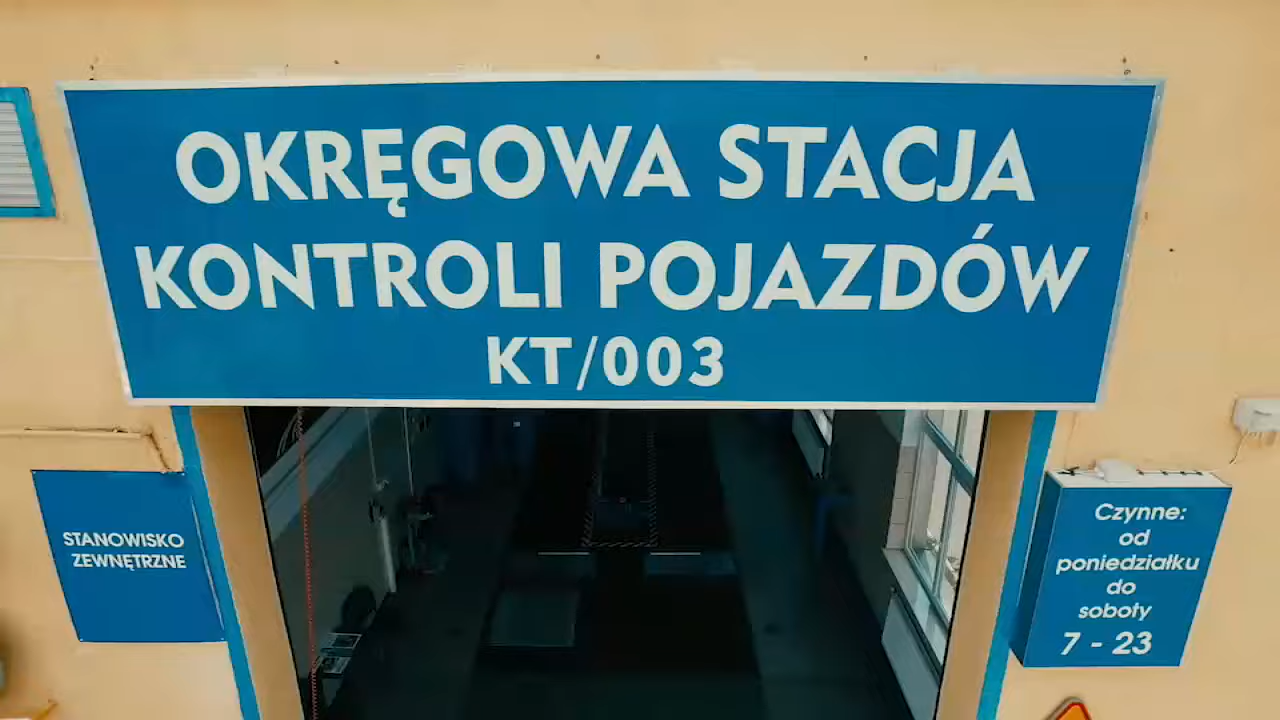 OKRĘGOWA STACJA
KONTROLI POJAZDÓW
KT/003
STANOWISKO
ZEWNĘTRZNE
Czynne:
od
poniedziałku
do
soboty
7 - 23